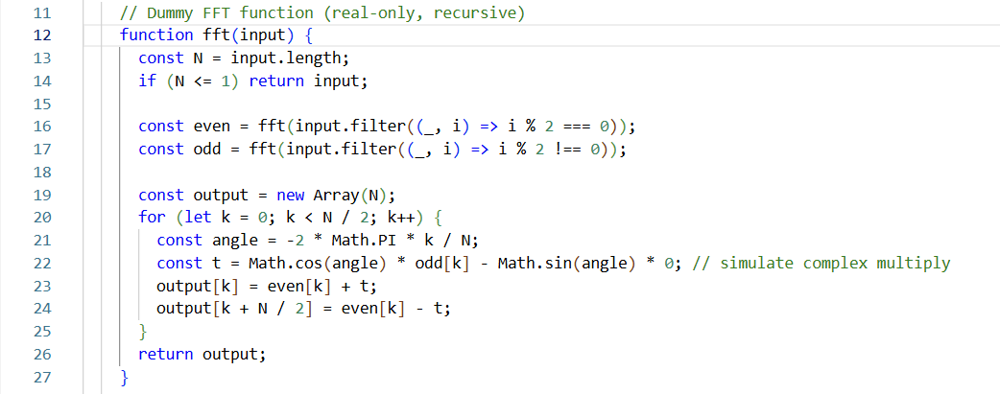 11 // Dummy FFT function (real-only, recursive)
12 function fft(input) {
13 const N = input.length;
14 if (N <= 1) return input;
15
16 const even = fft(input.filter((_, i) => i % 2 === 0));
17 const odd = fft(input.filter((_, i) => i % 2 !== 0));
18
19 const output = new Array(N);
20 for (let k = 0; k < N / 2; k++) {
21 const angle = -2 * Math.PI * k / N;
22 const t = Math.cos(angle) * odd[k] - Math.sin(angle) * 0; // simulate complex multiply
23 output[k] = even[k] + t;
24 output[k + N / 2] = even[k] - t;
25 }
26 return output;
27 }